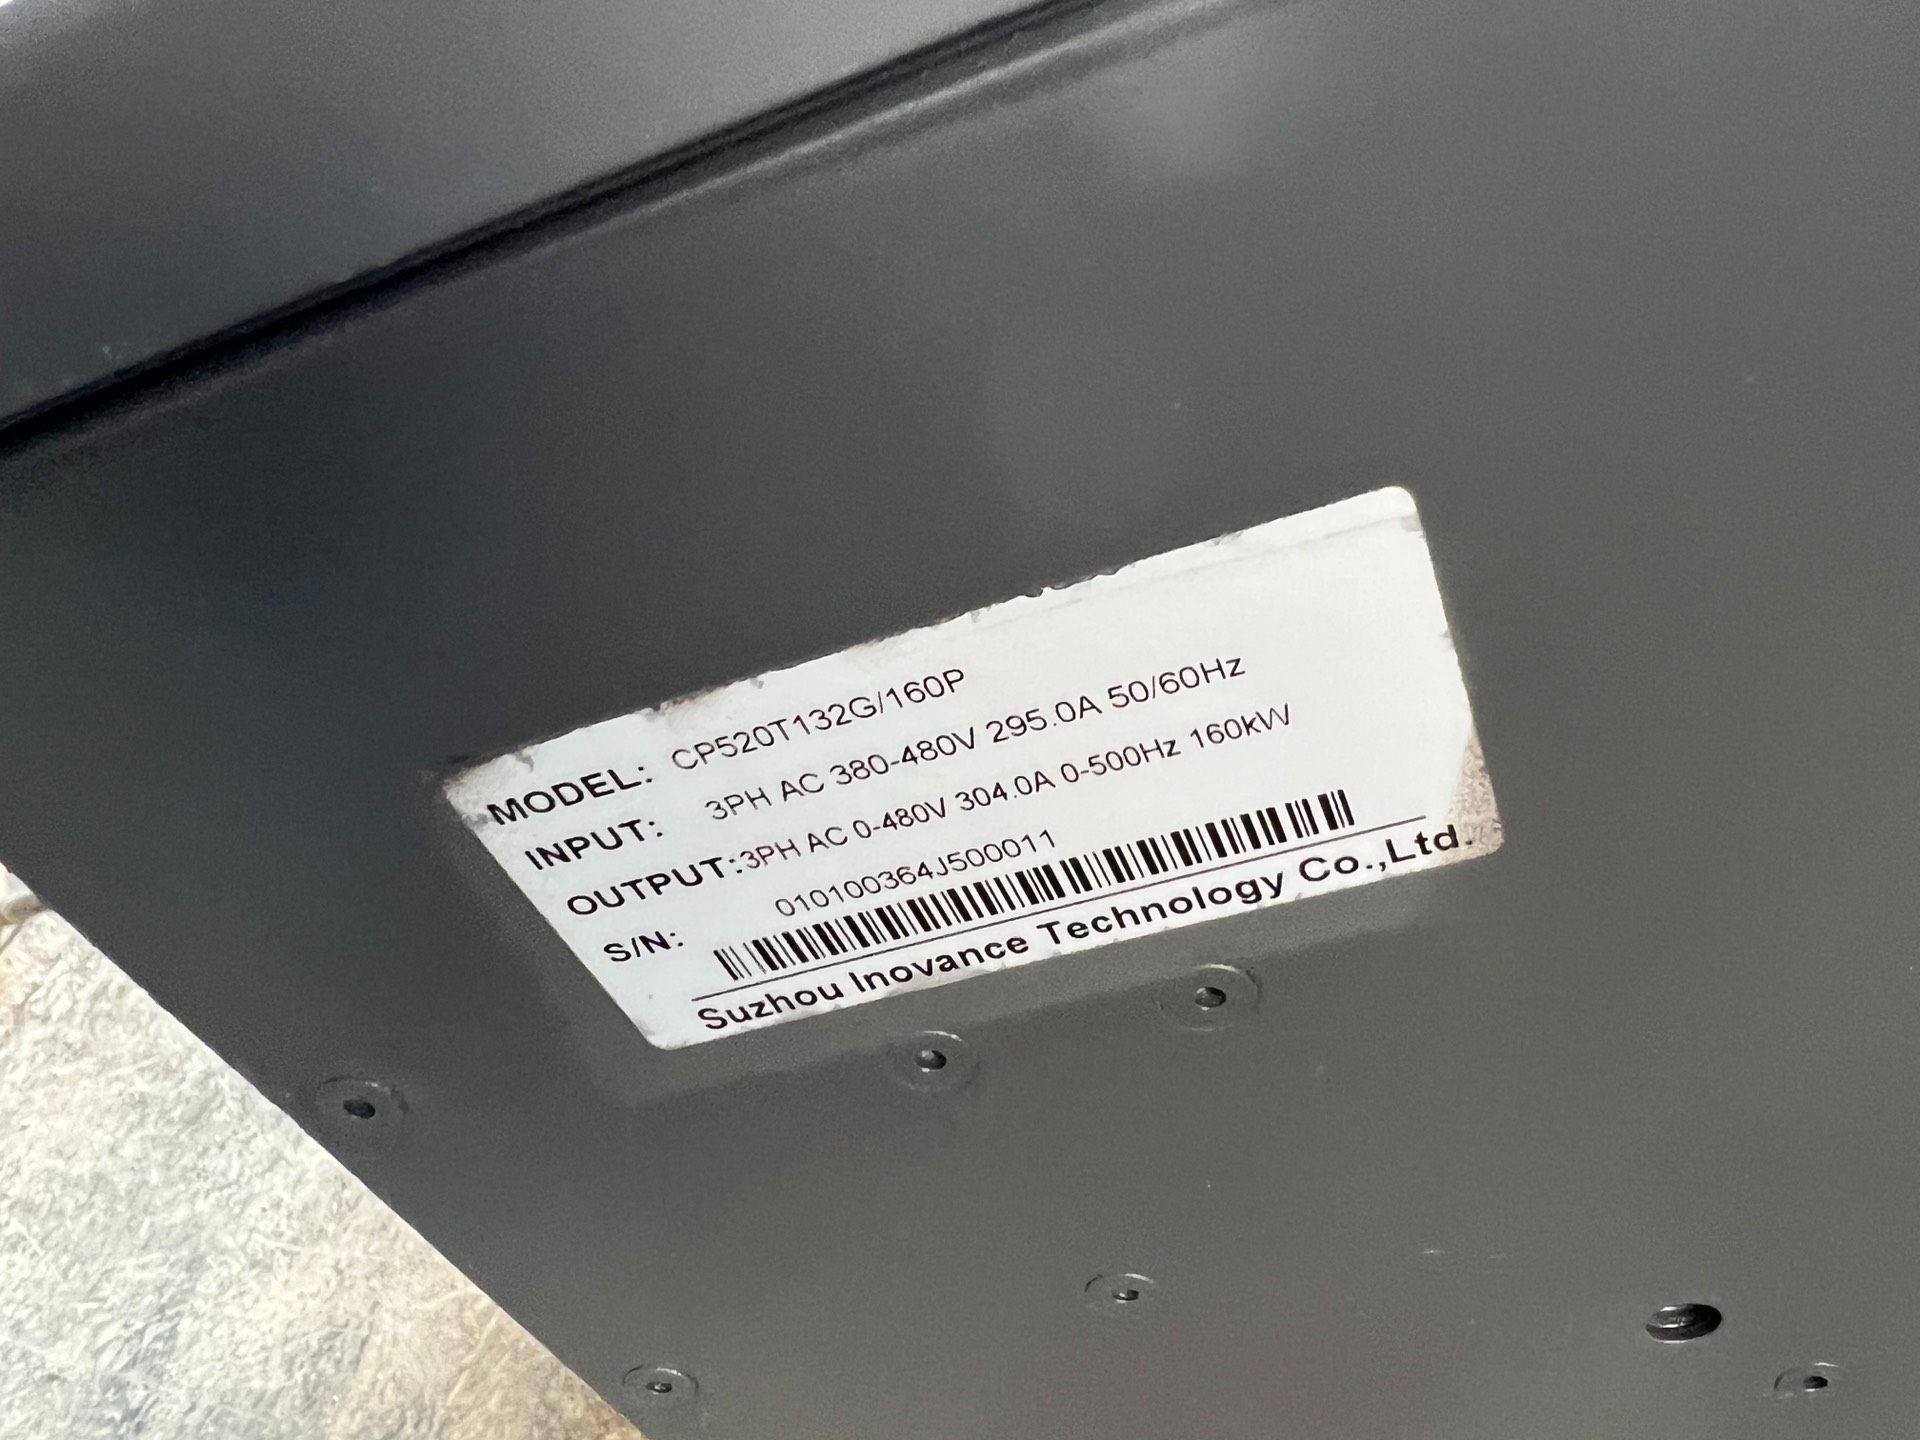 MODEL: CP520T132G/160P
INPUT: 3PH AC 380-480V 295.0A 50/60Hz
OUTPUT:3PH AC 0-480V 304.0A 0-500Hz 160kW
S/N: 010100364J500011
Suzhou Inovance Technology Co.,Ltd.